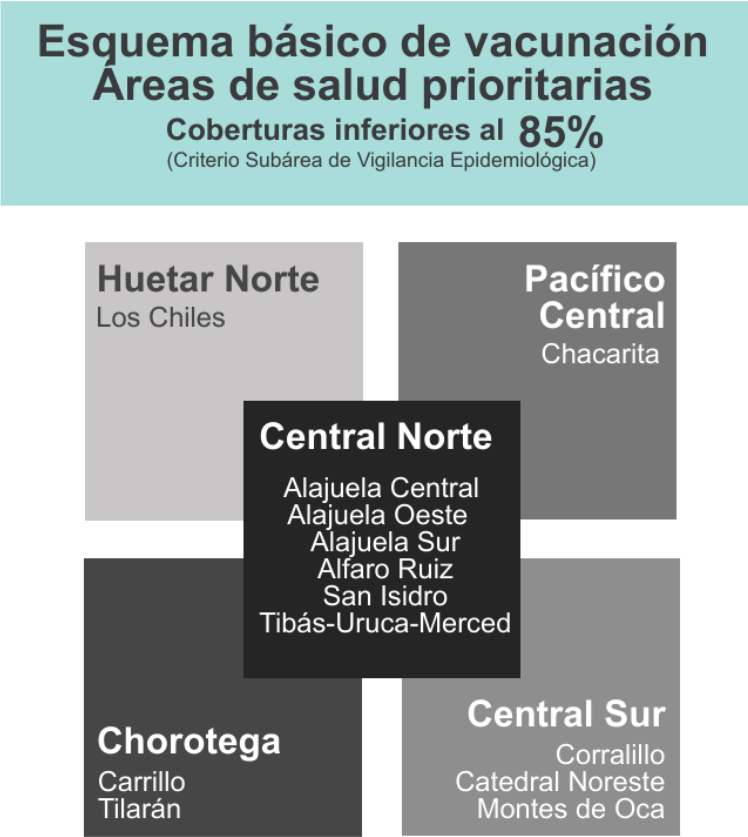 Esquema básico de vacunación
Áreas de salud prioritarias
Coberturas inferiores al 85%
(Criterio Subárea de Vigilancia Epidemiológica)
Huetar Norte
Los Chiles
Pacífico
Central
Chacarita
Central Norte
Alajuela Central
Alajuela Oeste
Alajuela Sur
Alfaro Ruiz
San Isidro
Tibás-Uruca-Merced
Chorotega
Carrillo
Tilarán
Central Sur
Corralillo
Catedral Noreste
Montes de Oca